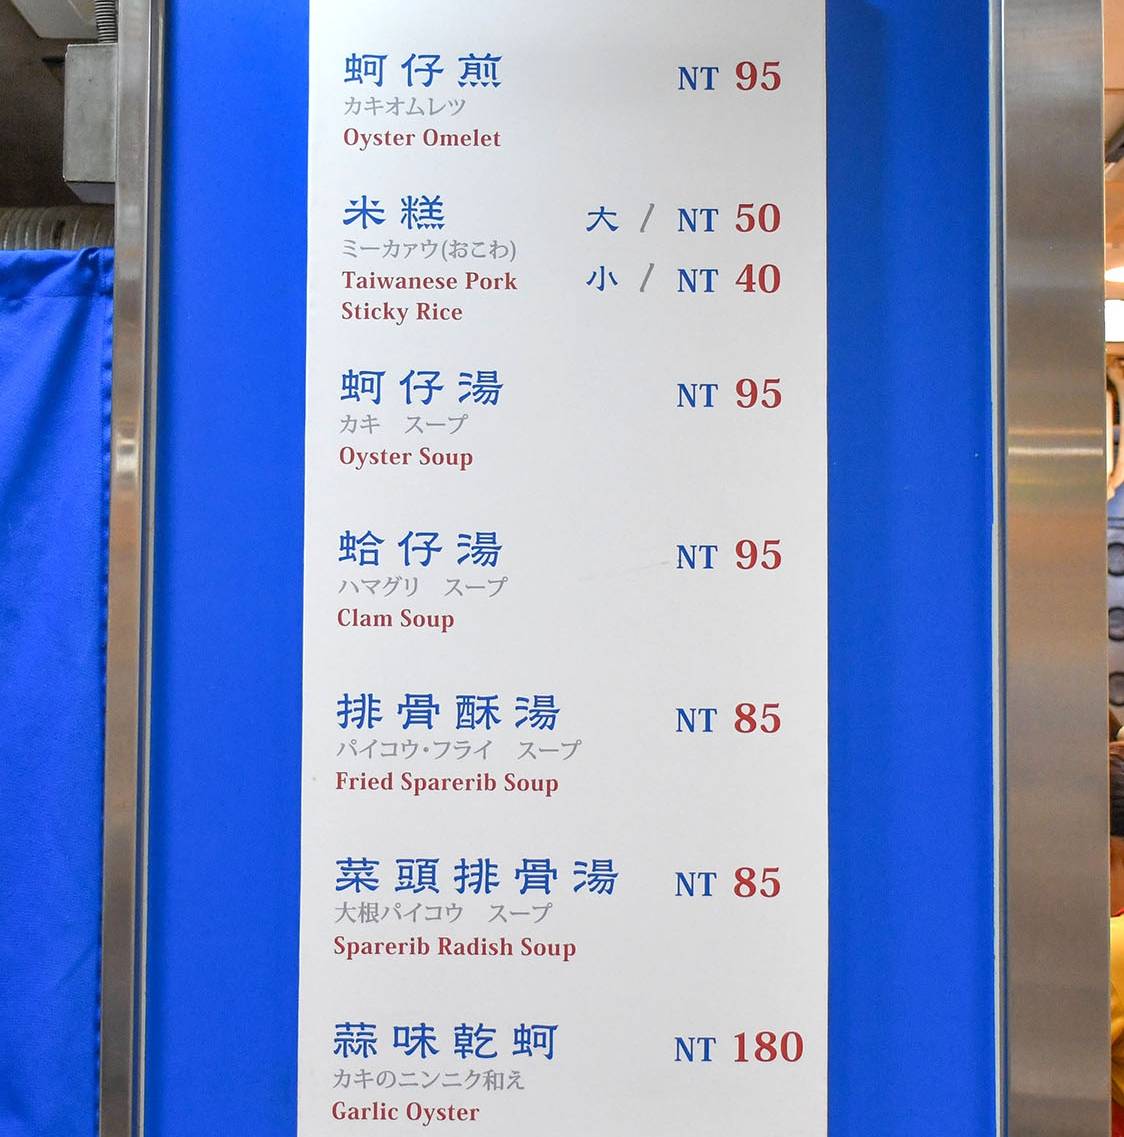 蚵仔煎 NT 95
カキオムレツ
Oyster Omelet
米糕 大 / NT 50
ミーカァウ(おこわ)
Taiwanese Pork 小 / NT 40
Sticky Rice
蚵仔湯 NT 95
カキ　スープ
Oyster Soup
蛤仔湯 NT 95
ハマグリ　スープ
Clam Soup
排骨酥湯 NT 85
パイコウ・フライ　スープ
Fried Sparerib Soup
菜頭排骨湯 NT 85
大根パイコウ　スープ
Sparerib Radish Soup
蒜味乾蚵 NT 180
カキのニンニク和え
Garlic Oyster